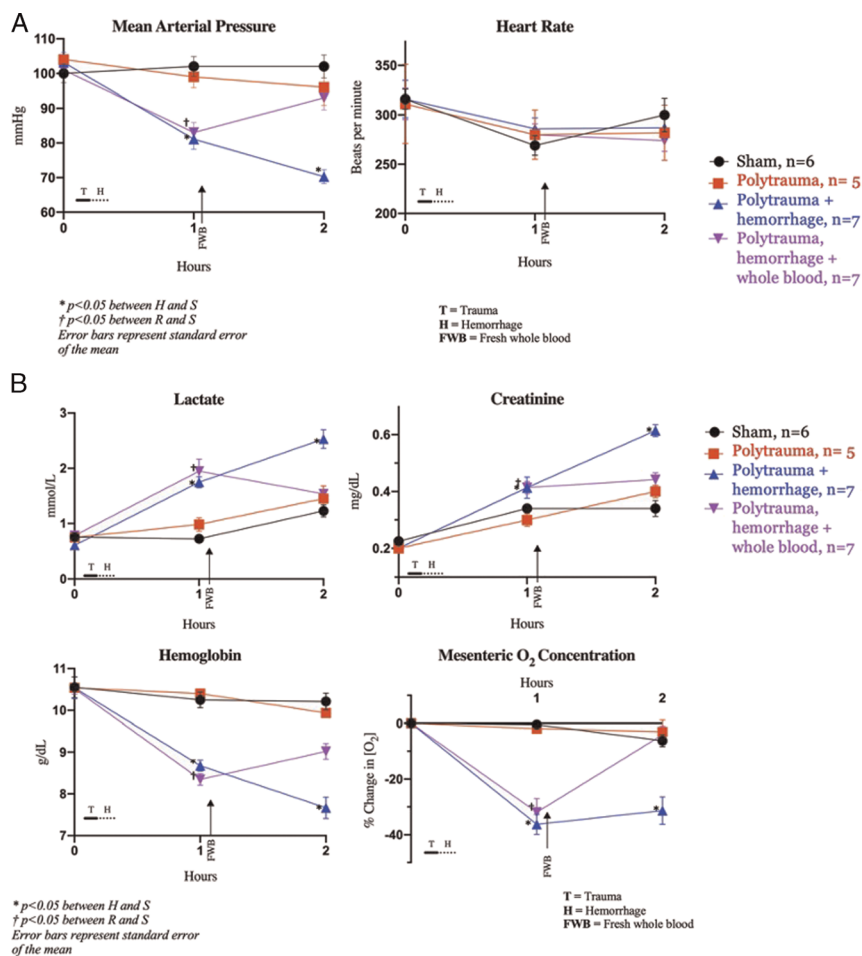 A
Mean Arterial Pressure
110
100
90
80
70
60
mmHg
†
*
*
T H
0
1
2
FWB
Hours
Heart Rate
350
300
250
200
Beats per minute
T H
0
1
2
FWB
Hours
Sham, n=6
Polytrauma, n= 5
Polytrauma +
hemorrhage, n=7
Polytrauma,
hemorrhage +
whole blood, n=7
* p<0.05 between H and S
† p<0.05 between R and S
Error bars represent standard error
of the mean
T = Trauma
H = Hemorrhage
FWB = Fresh whole blood
B
Lactate
3
2
1
0
mmol/L
†
*
*
T H
0
1
2
FWB
Hours
Creatinine
0.6
0.4
0.2
mg/dL
†
*
*
T H
0
1
2
FWB
Hours
Sham, n=6
Polytrauma, n= 5
Polytrauma +
hemorrhage, n=7
Polytrauma,
hemorrhage +
whole blood, n=7
Hemoglobin
11
10
9
8
7
g/dL
*
†
*
T H
0
1
2
FWB
Hours
Mesenteric O₂ Concentration
Hours
1
2
0
-20
-40
% Change in [O₂]
†
*
*
T H
FWB
* p<0.05 between H and S
† p<0.05 between R and S
Error bars represent standard error
of the mean
T = Trauma
H = Hemorrhage
FWB = Fresh whole blood